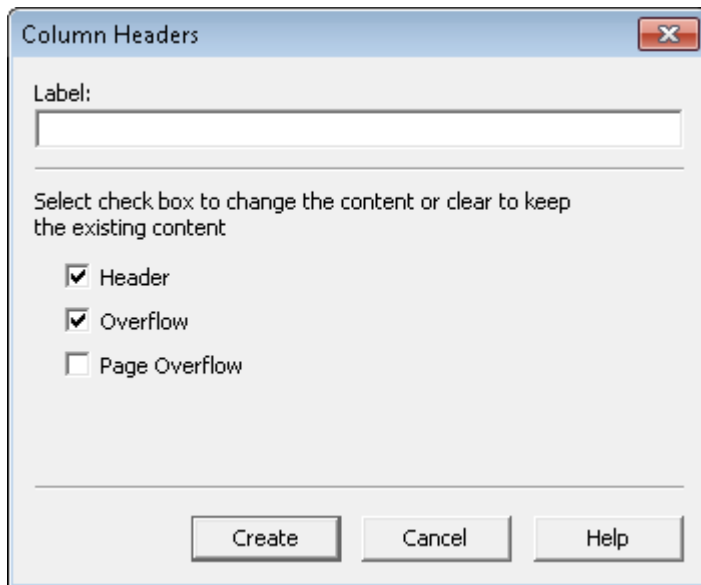 Column Headers
Label:
Select check box to change the content or clear to keep
the existing content
Header
Overflow
Page Overflow
Create Cancel Help